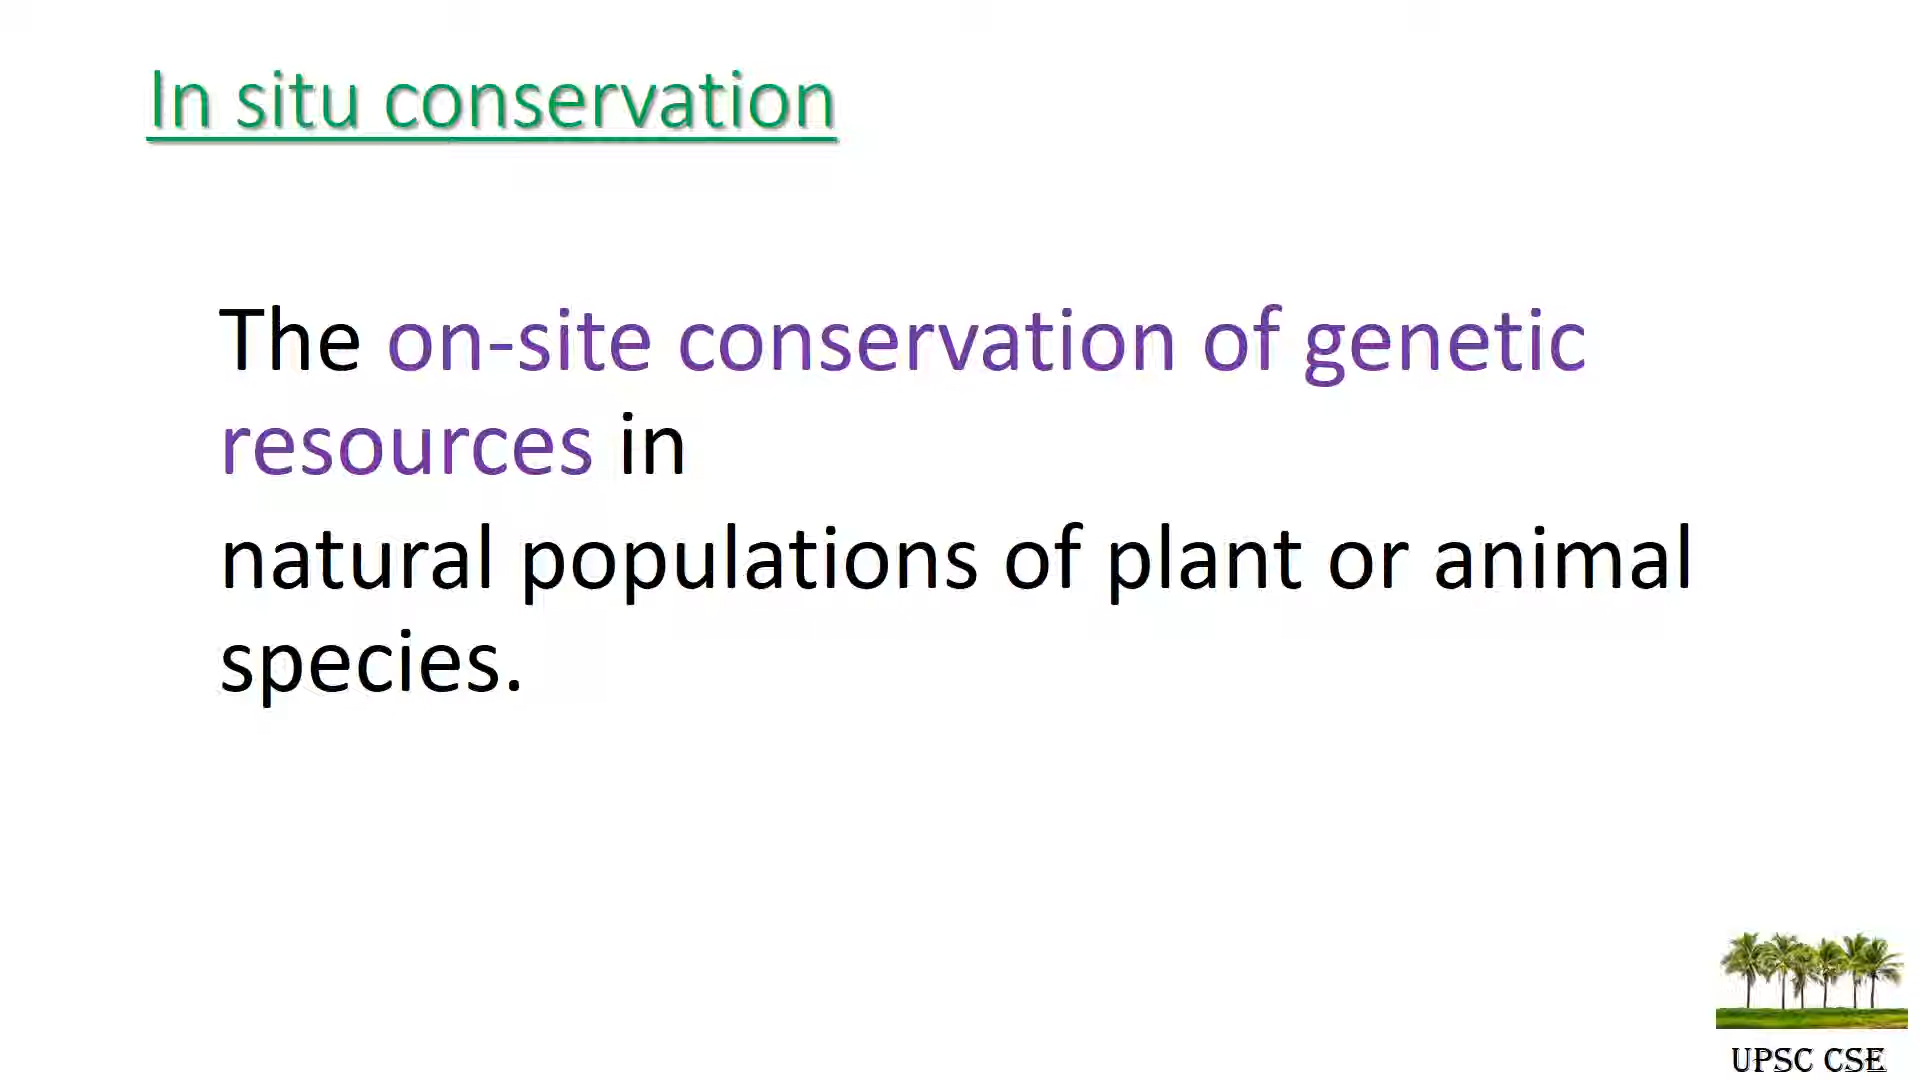 In situ conservation
The on-site conservation of genetic
resources in
natural populations of plant or animal
species.
UPSC CSE